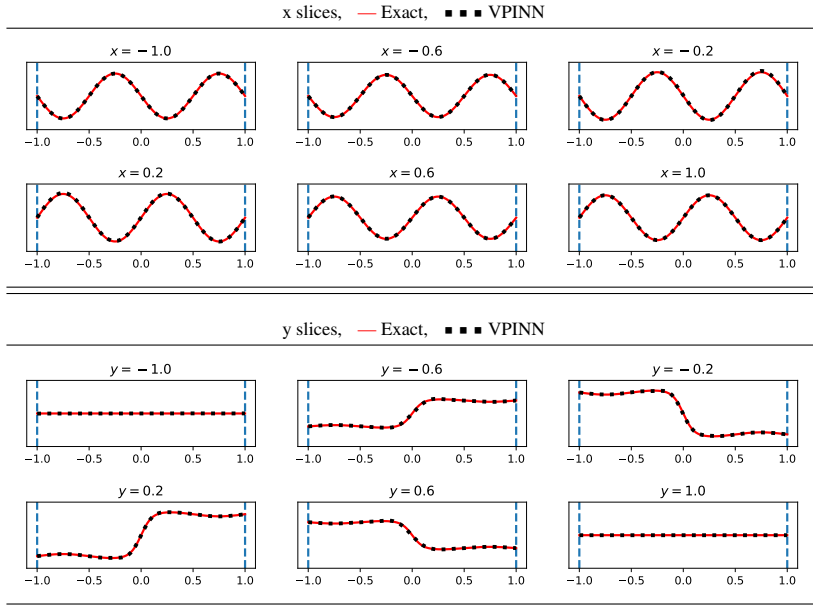 x slices, — Exact, ▪ ▪ ▪ VPINN
x = −1.0 x = −0.6 x = −0.2
−1.0 −0.5 0.0 0.5 1.0 −1.0 −0.5 0.0 0.5 1.0 −1.0 −0.5 0.0 0.5 1.0
x = 0.2 x = 0.6 x = 1.0
−1.0 −0.5 0.0 0.5 1.0 −1.0 −0.5 0.0 0.5 1.0 −1.0 −0.5 0.0 0.5 1.0
y slices, — Exact, ▪ ▪ ▪ VPINN
y = −1.0 y = −0.6 y = −0.2
−1.0 −0.5 0.0 0.5 1.0 −1.0 −0.5 0.0 0.5 1.0 −1.0 −0.5 0.0 0.5 1.0
y = 0.2 y = 0.6 y = 1.0
−1.0 −0.5 0.0 0.5 1.0 −1.0 −0.5 0.0 0.5 1.0 −1.0 −0.5 0.0 0.5 1.0